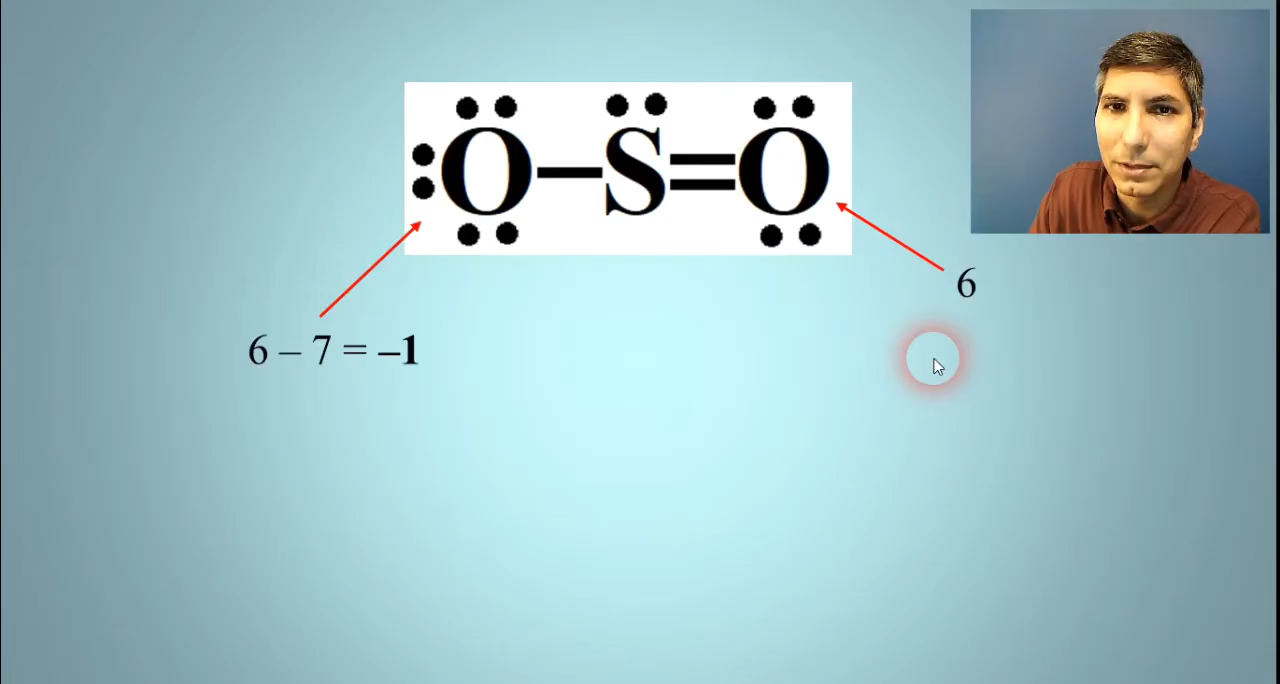 O–S=O
6
6 – 7 = –1